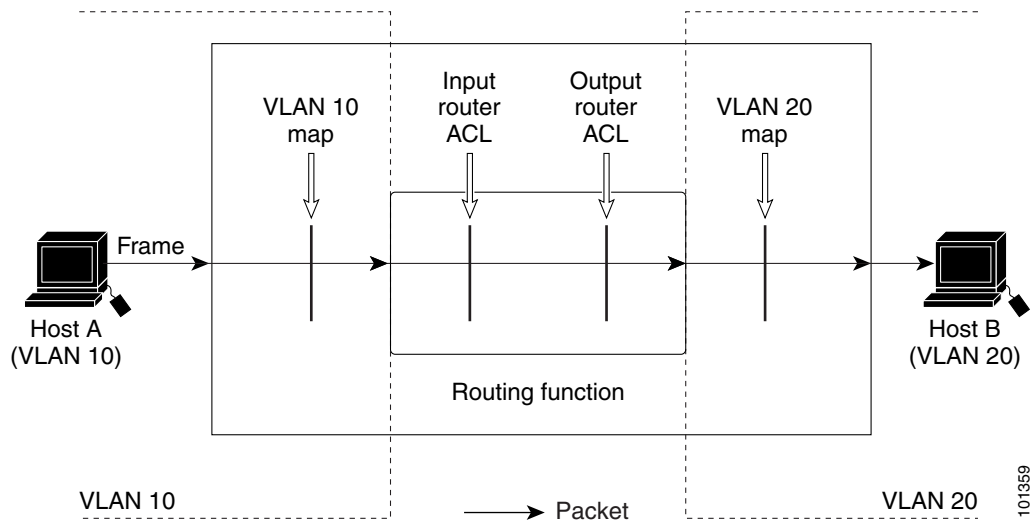 VLAN 10
map
Input
router
ACL
Output
router
ACL
VLAN 20
map
Frame
Host A
(VLAN 10)
Host B
(VLAN 20)
Routing function
VLAN 10
Packet
VLAN 20
101359